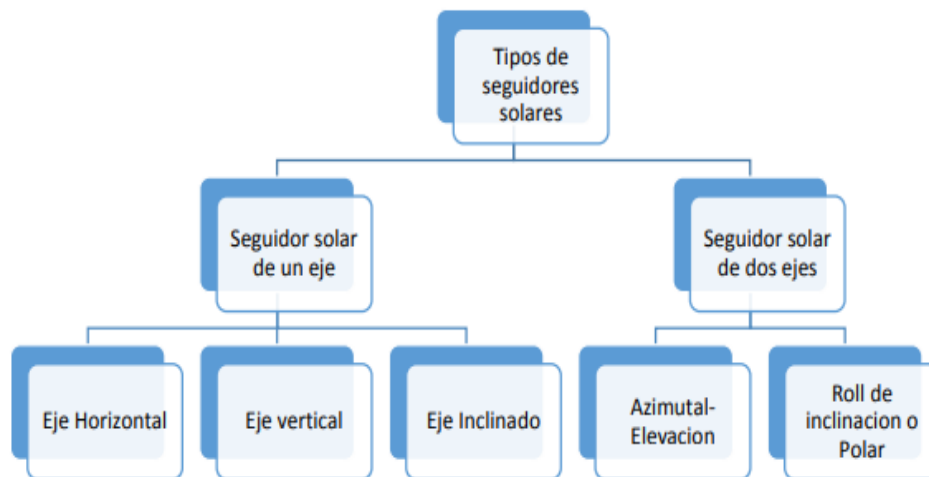 Tipos de
seguidores
solares
Seguidor solar
de un eje
Seguidor solar
de dos ejes
Eje Horizontal
Eje vertical
Eje Inclinado
Azimutal-
Elevacion
Roll de
inclinacion o
Polar